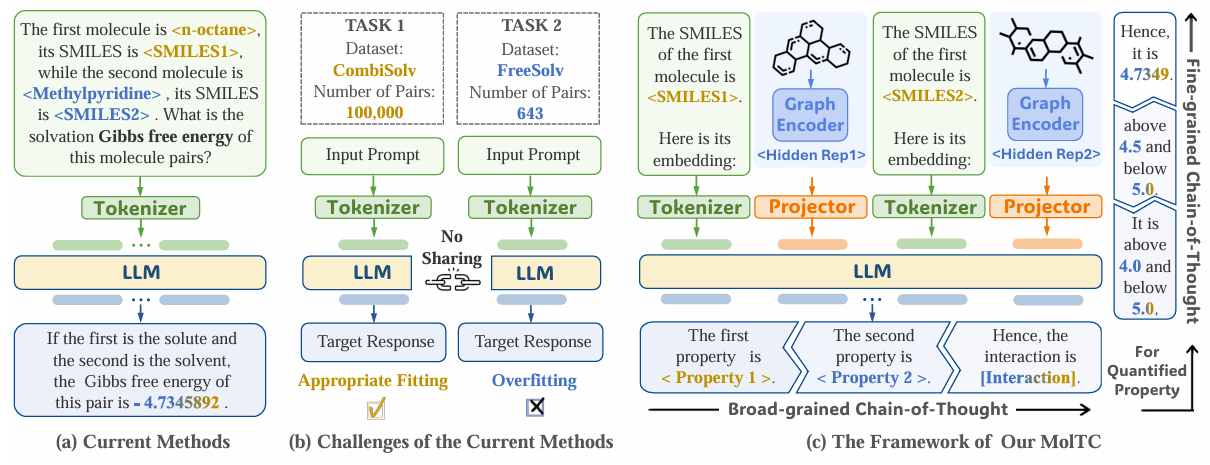 The first molecule is <n-octane>,
its SMILES is <SMILES1>,
while the second molecule is
<Methylpyridine> , its SMILES
is <SMILES2> . What is the
solvation Gibbs free energy of
this molecule pairs?
Tokenizer
...
LLM
...
If the first is the solute and
the second is the solvent,
the Gibbs free energy of
this pair is - 4.7345892 .
(a) Current Methods
TASK 1
Dataset:
CombiSolv
Number of Pairs:
100,000
Input Prompt
Tokenizer
LLM
Target Response
Appropriate Fitting
TASK 2
Dataset:
FreeSolv
Number of Pairs:
643
Input Prompt
Tokenizer
LLM
Target Response
Overfitting
No
Sharing
(b) Challenges of the Current Methods
The SMILES
of the first
molecule is
<SMILES1>.
Here is its
embedding:
Tokenizer
Graph
Encoder
<Hidden Rep1>
Projector
The SMILES
of the first
molecule is
<SMILES2>.
Here is its
embedding:
Tokenizer
Graph
Encoder
<Hidden Rep2>
Projector
LLM
...
The first
property is
< Property 1 >.
The second
property is
< Property 2 >.
Hence, the
interaction is
[Interaction].
Broad-grained Chain-of-Thought
Hence,
it is
4.7349.
above
4.5 and
below
5.0.
It is
above
4.0 and
below
5.0,
Fine-grained Chain-of-Thought
For
Quantified
Property
(c) The Framework of Our MolTC